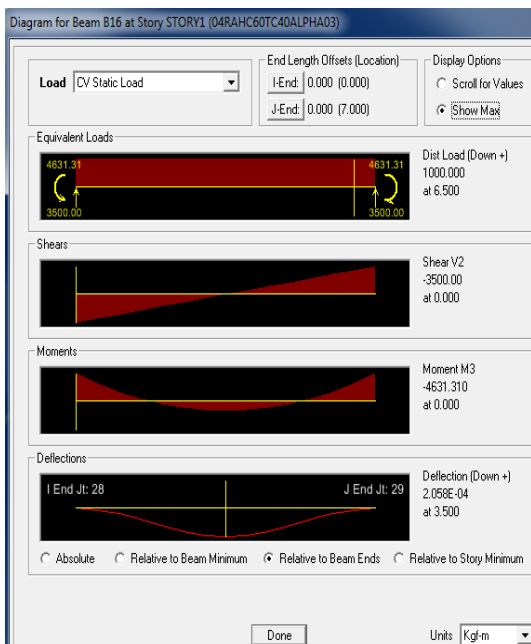 Diagram for Beam B16 at Story STORY1 (04RAHC60TC40ALPHA03)
Load CV Static Load
End Length Offsets (Location)
I-End: 0.000 (0.000)
J-End: 0.000 (7.000)
Display Options
Scroll for Values
Show Max
Equivalent Loads
4631.31 4631.31
3500.00 3500.00
Dist Load (Down +)
1000.000
at 6.500
Shears
Shear V2
-3500.00
at 0.000
Moments
Moment M3
-4631.310
at 0.000
Deflections
I End Jt: 28 J End Jt: 29
Deflection (Down +)
2.058E-04
at 3.500
Absolute Relative to Beam Minimum Relative to Beam Ends Relative to Story Minimum
Done Units Kgf-m